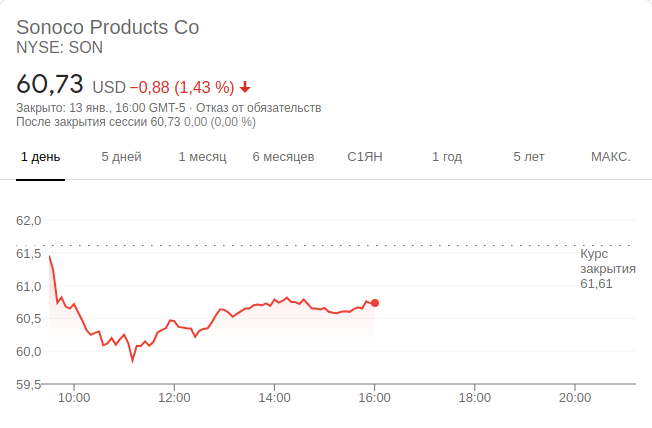 Sonoco Products Co
NYSE: SON
60,73 USD −0,88 (1,43 %)
Закрыто: 13 янв., 16:00 GMT-5 · Отказ от обязательств
После закрытия сессии 60,73 0,00 (0,00 %)
1 день 5 дней 1 месяц 6 месяцев С1ЯН 1 год 5 лет МАКС.
62,0
61,5
61,0
60,5
60,0
59,5
Курс
закрытия
61,61
10:00 12:00 14:00 16:00 18:00 20:00